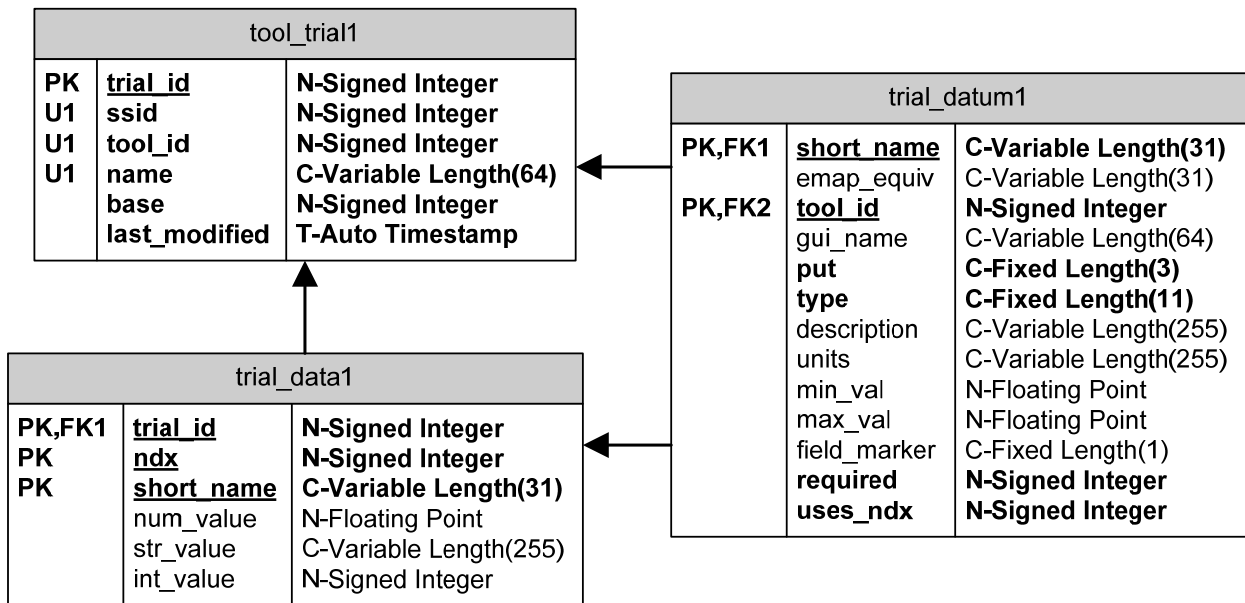 tool_trial1
PK trial_id N-Signed Integer
U1 ssid N-Signed Integer
U1 tool_id N-Signed Integer
U1 name C-Variable Length(64)
base N-Signed Integer
last_modified T-Auto Timestamp
trial_datum1
PK,FK1 short_name C-Variable Length(31)
emap_equiv C-Variable Length(31)
PK,FK2 tool_id N-Signed Integer
gui_name C-Variable Length(64)
put C-Fixed Length(3)
type C-Fixed Length(11)
description C-Variable Length(255)
units C-Variable Length(255)
min_val N-Floating Point
max_val N-Floating Point
field_marker C-Fixed Length(1)
required N-Signed Integer
uses_ndx N-Signed Integer
trial_data1
PK,FK1 trial_id N-Signed Integer
PK ndx N-Signed Integer
PK short_name C-Variable Length(31)
num_value N-Floating Point
str_value C-Variable Length(255)
int_value N-Signed Integer